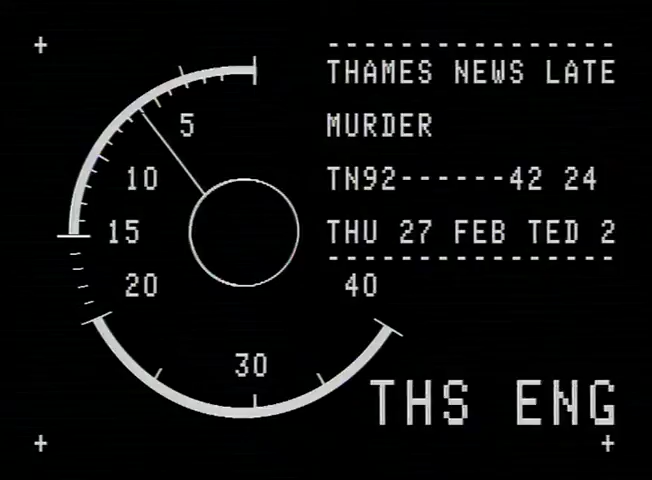 THAMES NEWS LATE
MURDER
TN92------42 24
THU 27 FEB TED 2
5
10
15
20
30
40
THS ENG